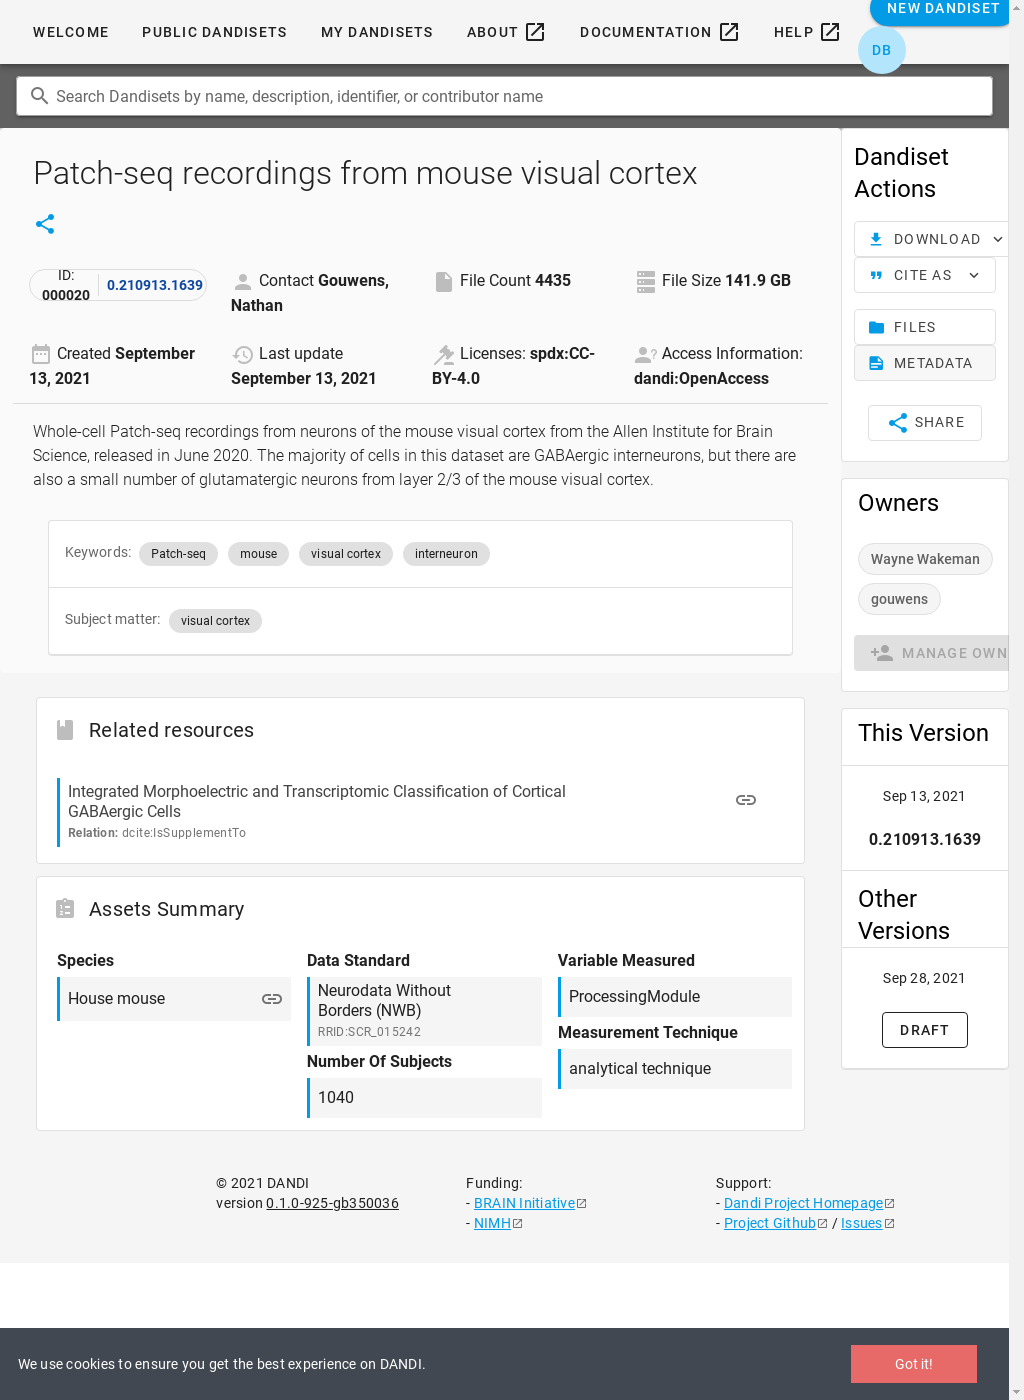 WELCOME
PUBLIC DANDISETS
MY DANDISETS
ABOUT
DOCUMENTATION
HELP
NEW DANDISET
DB
Search Dandisets by name, description, identifier, or contributor name
Patch-seq recordings from mouse visual cortex
ID:
000020
0.210913.1639
Contact Gouwens,
Nathan
File Count 4435
File Size 141.9 GB
Created September
13, 2021
Last update
September 13, 2021
Licenses: spdx:CC-
BY-4.0
Access Information:
dandi:OpenAccess
Whole-cell Patch-seq recordings from neurons of the mouse visual cortex from the Allen Institute for Brain
Science, released in June 2020. The majority of cells in this dataset are GABAergic interneurons, but there are
also a small number of glutamatergic neurons from layer 2/3 of the mouse visual cortex.
Keywords: Patch-seq mouse visual cortex interneuron
Subject matter: visual cortex
Related resources
Integrated Morphoelectric and Transcriptomic Classification of Cortical
GABAergic Cells
Relation: dcite:IsSupplementTo
Assets Summary
Species
House mouse
Data Standard
Neurodata Without
Borders (NWB)
RRID:SCR_015242
Number Of Subjects
1040
Variable Measured
ProcessingModule
Measurement Technique
analytical technique
Dandiset
Actions
DOWNLOAD
CITE AS
FILES
METADATA
SHARE
Owners
Wayne Wakeman
gouwens
MANAGE OWN
This Version
Sep 13, 2021
0.210913.1639
Other
Versions
Sep 28, 2021
DRAFT
© 2021 DANDI
version 0.1.0-925-gb350036
Funding:
- BRAIN Initiative
- NIMH
Support:
- Dandi Project Homepage
- Project Github / Issues
We use cookies to ensure you get the best experience on DANDI.
Got it!